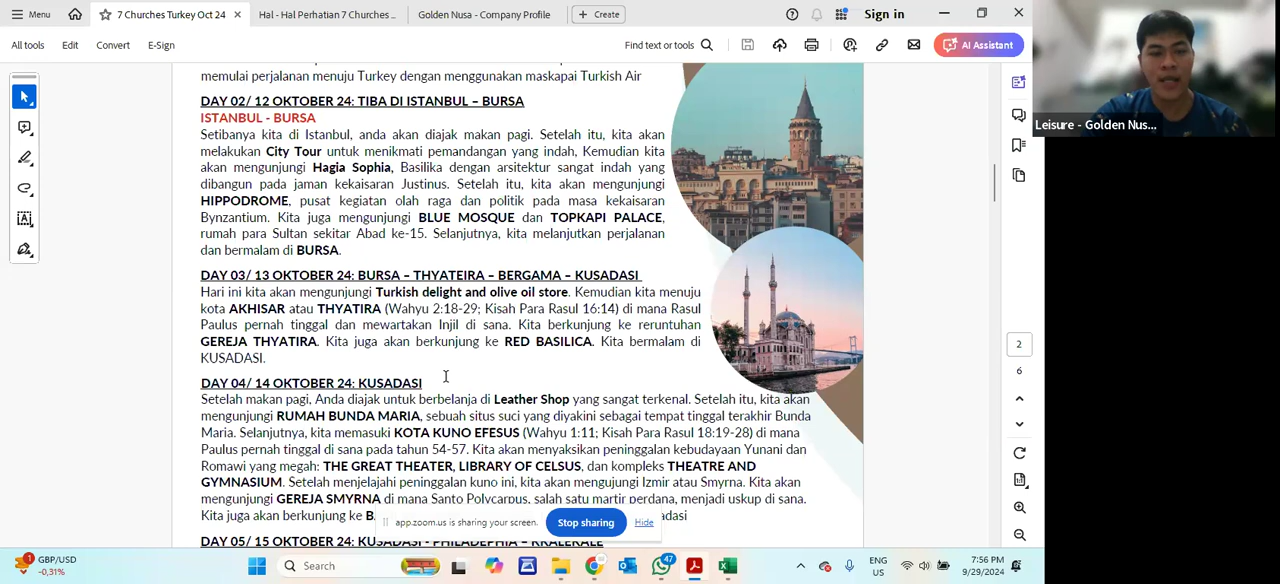 Menu
7 Churches Turkey Oct 24
Hal - Hal Perhatian 7 Churches ...
Golden Nusa - Company Profile
+ Create
Sign in
All tools
Edit
Convert
E-Sign
Find text or tools
AI Assistant
memulai perjalanan menuju Turkey dengan menggunakan maskapai Turkish Air
DAY 02/ 12 OKTOBER 24: TIBA DI ISTANBUL – BURSA
ISTANBUL - BURSA
Setibanya kita di Istanbul, anda akan diajak makan pagi. Setelah itu, kita akan
melakukan City Tour untuk menikmati pemandangan yang indah, Kemudian kita
akan mengunjungi Hagia Sophia, Basilika dengan arsitektur sangat indah yang
dibangun pada jaman kekaisaran Justinus. Setelah itu, kita akan mengunjungi
HIPPODROME, pusat kegiatan olah raga dan politik pada masa kekaisaran
Bynzantium. Kita juga mengunjungi BLUE MOSQUE dan TOPKAPI PALACE,
rumah para Sultan sekitar Abad ke-15. Selanjutnya, kita melanjutkan perjalanan
dan bermalam di BURSA.
DAY 03/ 13 OKTOBER 24: BURSA – THYATEIRA – BERGAMA – KUSADASI
Hari ini kita akan mengunjungi Turkish delight and olive oil store. Kemudian kita menuju
kota AKHISAR atau THYATIRA (Wahyu 2:18-29; Kisah Para Rasul 16:14) di mana Rasul
Paulus pernah tinggal dan mewartakan Injil di sana. Kita berkunjung ke reruntuhan
GEREJA THYATIRA. Kita juga akan berkunjung ke RED BASILICA. Kita bermalam di
KUSADASI.
DAY 04/ 14 OKTOBER 24: KUSADASI
Setelah makan pagi, Anda diajak untuk berbelanja di Leather Shop yang sangat terkenal. Setelah itu, kita akan
mengunjungi RUMAH BUNDA MARIA, sebuah situs suci yang diyakini sebagai tempat tinggal terakhir Bunda
Maria. Selanjutnya, kita memasuki KOTA KUNO EFESUS (Wahyu 1:11; Kisah Para Rasul 18:19-28) di mana
Paulus pernah tinggal di sana pada tahun 54-57. Kita akan menyaksikan peninggalan kebudayaan Yunani dan
Romawi yang megah: THE GREAT THEATER, LIBRARY OF CELSUS, dan kompleks THEATRE AND
GYMNASIUM. Setelah menjelajahi peninggalan kuno ini, kita akan mengujungi Izmir atau Smyrna. Kita akan
mengunjungi GEREJA SMYRNA di mana Santo Polycarpus, salah satu martir perdana, menjadi uskup di sana.
Kita juga akan berkunjung ke
DAY 05/ 15 OKTOBER 24: KUSADASI - PHILADEPHIA –
app.zoom.us is sharing your screen.
Stop sharing
Hide
2
6
Leisure - Golden Nus...
1
GBP/USD
-0,31%
Search
47
ENG
US
7:56 PM
9/29/2024